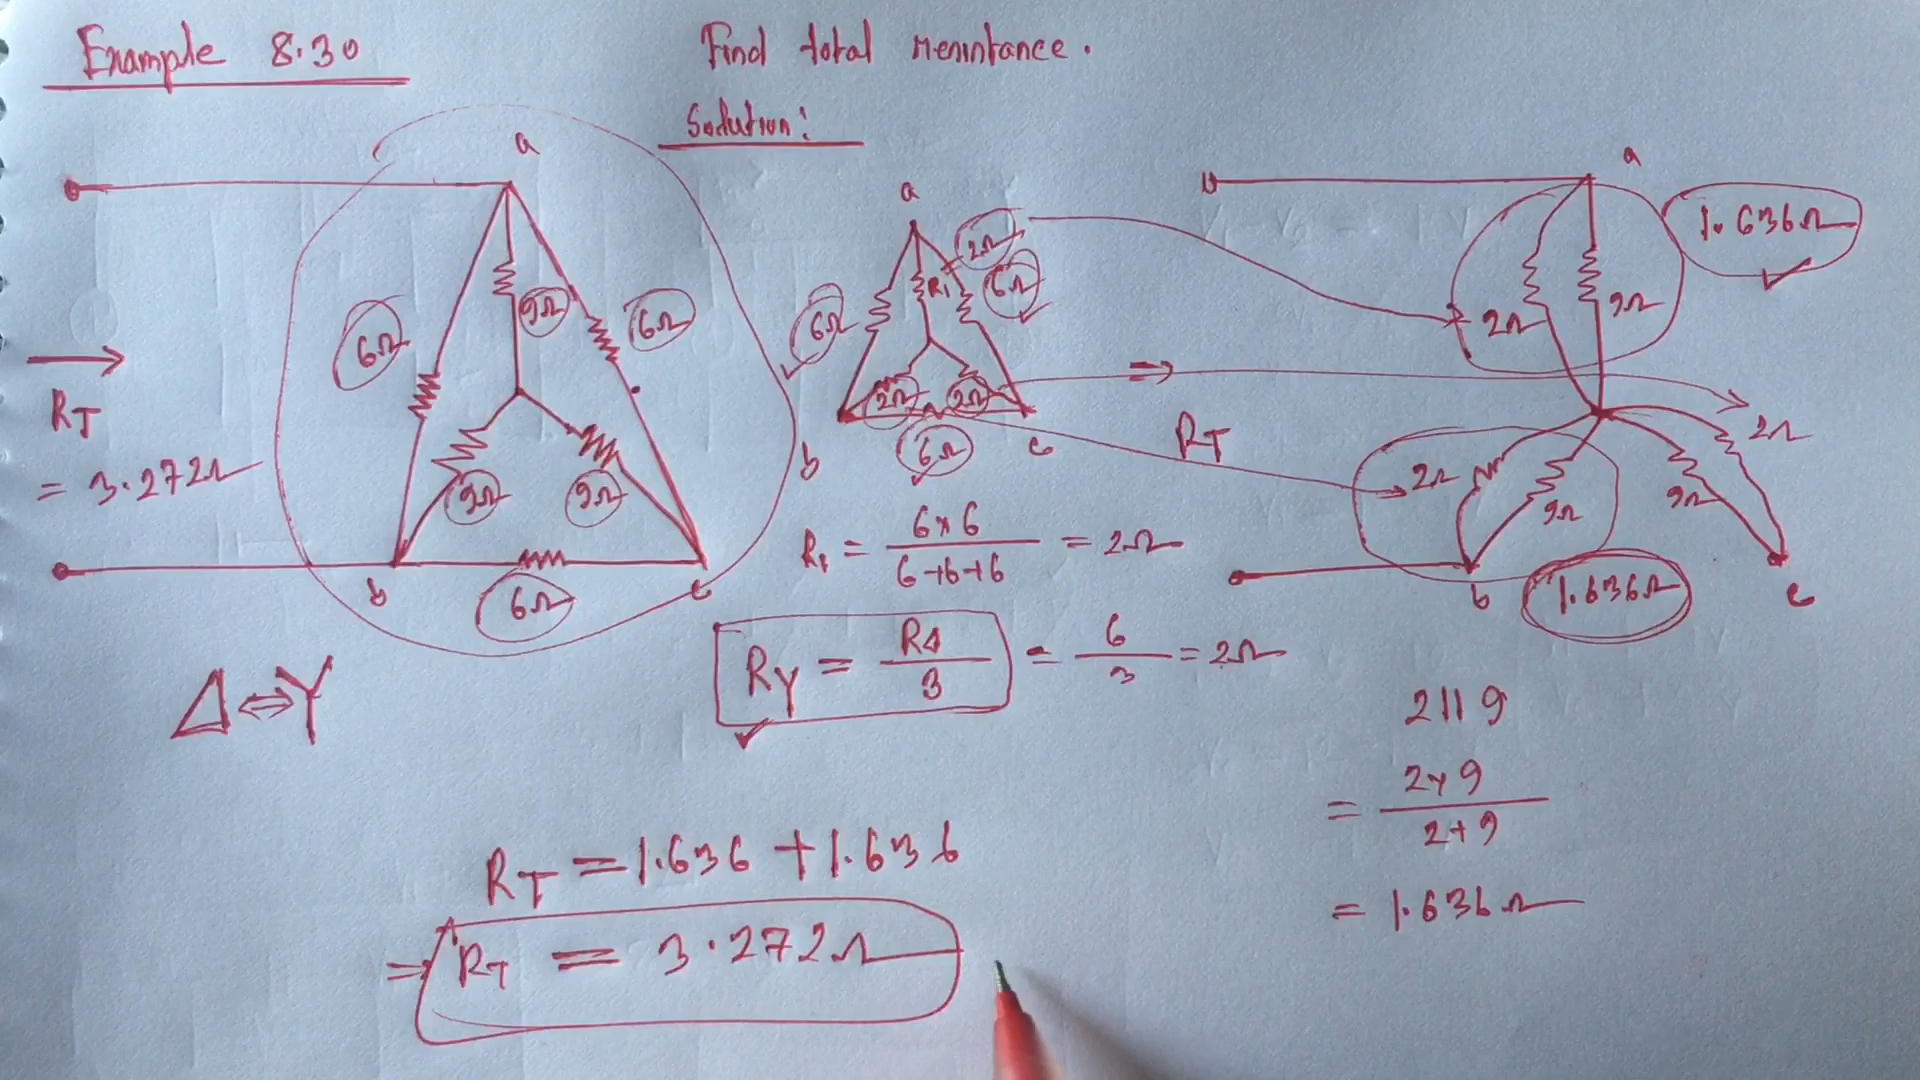 Example 8.30
Find total resistance.
Solution:
a
6Ω
9Ω
6Ω
RT
= 3.272Ω
9Ω
9Ω
b
6Ω
c
Δ⇔Y
a
2Ω
R1
6Ω
6Ω
2Ω
2Ω
b
6Ω
c
R1 = 6×6 / 6+6+6 = 2Ω
RY = RΔ / 3 = 6 / 3 = 2Ω
a
1.636Ω
2Ω
9Ω
RT
2Ω
2Ω
9Ω
9Ω
b
1.636Ω
c
2||9
= 2×9 / 2+9
= 1.636Ω
RT = 1.636 + 1.636
⇒ RT = 3.272Ω